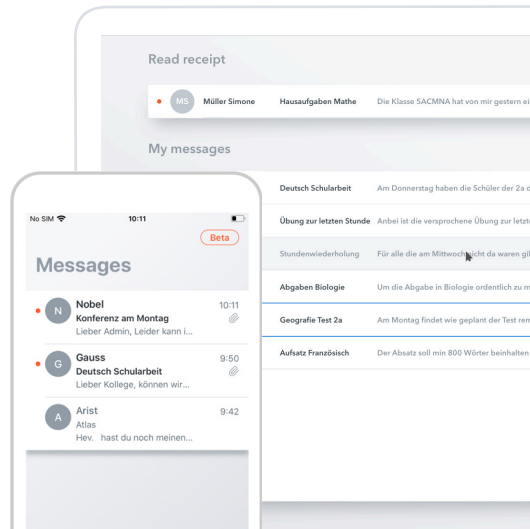 Read receipt
MS Müller Simone Hausaufgaben Mathe Die Klasse 5ACMNA hat von mir gestern ei
My messages
Deutsch Schularbeit Am Donnerstag haben die Schüler der 2a d
Übung zur letzten Stunde Anbei ist die versprochene Übung zur letzt
Stundenwiederholung Für alle die am Mittwoch nicht da waren gil
Abgaben Biologie Um die Abgabe in Biologie ordentlich zu m
Geografie Test 2a Am Montag findet wie geplant der Test rem
Aufsatz Französisch Der Absatz soll min 800 Wörter beinhalten
No SIM 10:11
Beta
Messages
N Nobel 10:11
Konferenz am Montag
Lieber Admin, Leider kann i...
G Gauss 9:50
Deutsch Schularbeit
Lieber Kollege, können wir...
A Arist 9:42
Atlas
Hey. hast du noch meinen...